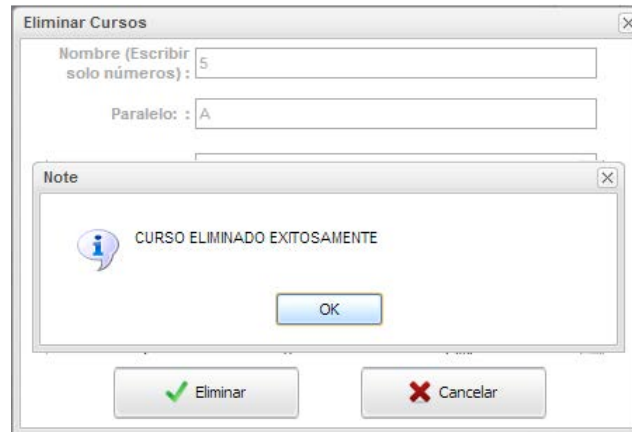 Eliminar Cursos
Nombre (Escribir
solo números) : 5
Paralelo: : A
Note
CURSO ELIMINADO EXITOSAMENTE
OK
Eliminar Cancelar